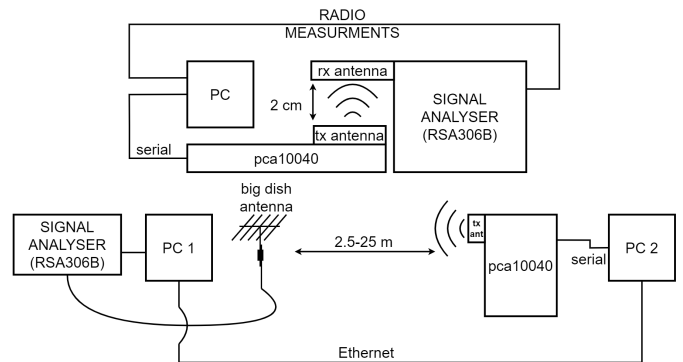 RADIO
MEASURMENTS
rx antenna
PC
2 cm
SIGNAL
ANALYSER
(RSA306B)
tx antenna
serial
pca10040
big dish
antenna
SIGNAL
ANALYSER
(RSA306B)
PC 1
2.5-25 m
tx
ant
pca10040
serial
PC 2
Ethernet